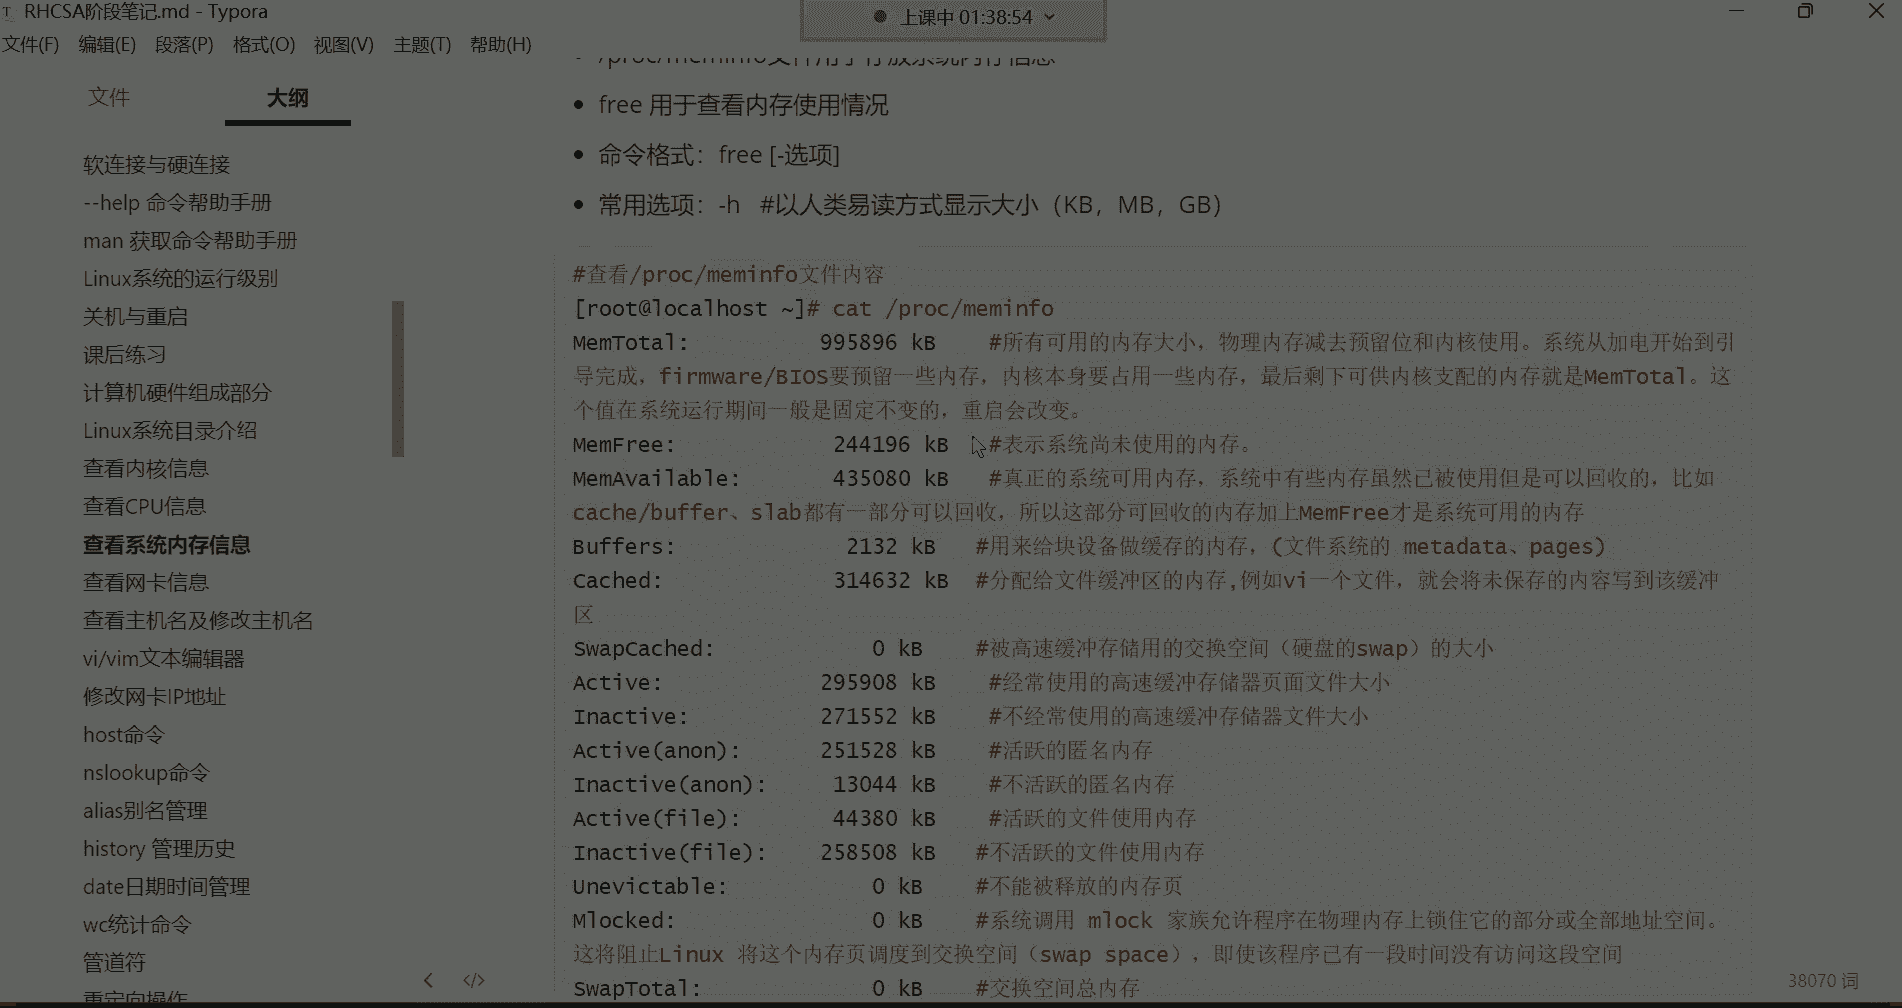 RHCSA阶段笔记.md - Typora
上课中 01:38:54
文件(F) 编辑(E) 段落(P) 格式(O) 视图(V) 主题(T) 帮助(H)
文件 大纲
软连接与硬连接
--help 命令帮助手册
man 获取命令帮助手册
Linux系统的运行级别
关机与重启
课后练习
计算机硬件组成部分
Linux系统目录介绍
查看内核信息
查看CPU信息
查看系统内存信息
查看网卡信息
查看主机名及修改主机名
vi/vim文本编辑器
修改网卡IP地址
host命令
nslookup命令
alias别名管理
history 管理历史
date日期时间管理
wc统计命令
管道符
重定向操作
/proc/meminfo文件用于存放系统内存信息
free 用于查看内存使用情况
命令格式：free [-选项]
常用选项：-h #以人类易读方式显示大小（KB，MB，GB）
#查看/proc/meminfo文件内容
[root@localhost ~]# cat /proc/meminfo
MemTotal: 995896 kB #所有可用的内存大小，物理内存减去预留位和内核使用。系统从加电开始到引
导完成，firmware/BIOS要预留一些内存，内核本身要占用一些内存，最后剩下可供内核支配的内存就是MemTotal。这
个值在系统运行期间一般是固定不变的，重启会改变。
MemFree: 244196 kB #表示系统尚未使用的内存。
MemAvailable: 435080 kB #真正的系统可用内存，系统中有些内存虽然已被使用但是可以回收的，比如
cache/buffer、slab都有一部分可以回收，所以这部分可回收的内存加上MemFree才是系统可用的内存
Buffers: 2132 kB #用来给块设备做缓存的内存，(文件系统的 metadata、pages)
Cached: 314632 kB #分配给文件缓冲区的内存,例如vi一个文件，就会将未保存的内容写到该缓冲
区
SwapCached: 0 kB #被高速缓冲存储用的交换空间（硬盘的swap）的大小
Active: 295908 kB #经常使用的高速缓冲存储器页面文件大小
Inactive: 271552 kB #不经常使用的高速缓冲存储器文件大小
Active(anon): 251528 kB #活跃的匿名内存
Inactive(anon): 13044 kB #不活跃的匿名内存
Active(file): 44380 kB #活跃的文件使用内存
Inactive(file): 258508 kB #不活跃的文件使用内存
Unevictable: 0 kB #不能被释放的内存页
Mlocked: 0 kB #系统调用 mlock 家族允许程序在物理内存上锁住它的部分或全部地址空间。
这将阻止Linux 将这个内存页调度到交换空间（swap space），即使该程序已有一段时间没有访问这段空间
SwapTotal: 0 kB #交换空间总内存
38070 词